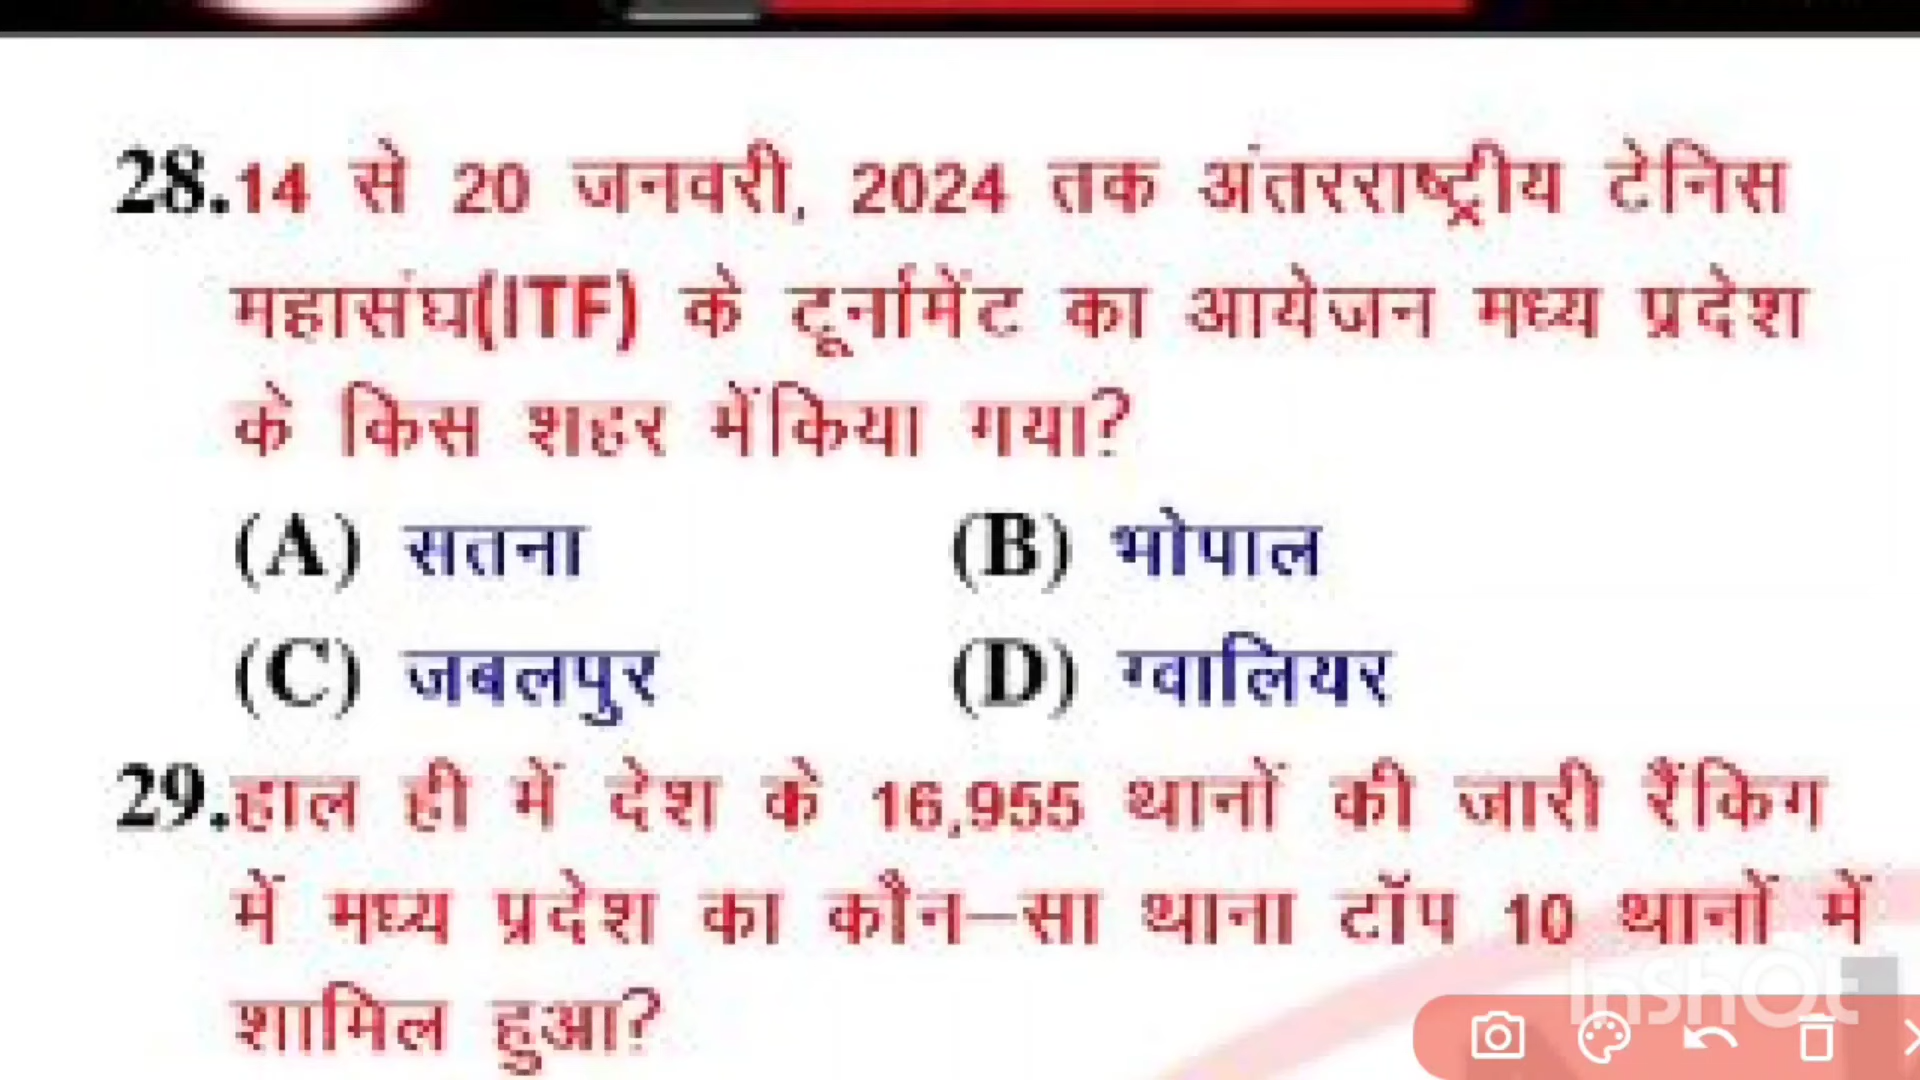 28.14 से 20 जनवरी, 2024 तक अंतरराष्ट्रीय टेनिस
महासंघ(ITF) के टूर्नामेंट का आयेजन मध्य प्रदेश
के किस शहर मेंकिया गया?
(A) सतना (B) भोपाल
(C) जबलपुर (D) ग्वालियर
29.हाल ही में देश के 16,955 थानों की जारी रैंकिग
में मध्य प्रदेश का कौन-सा थाना टॉप 10 थानों में
शामिल हुआ?
InShOt